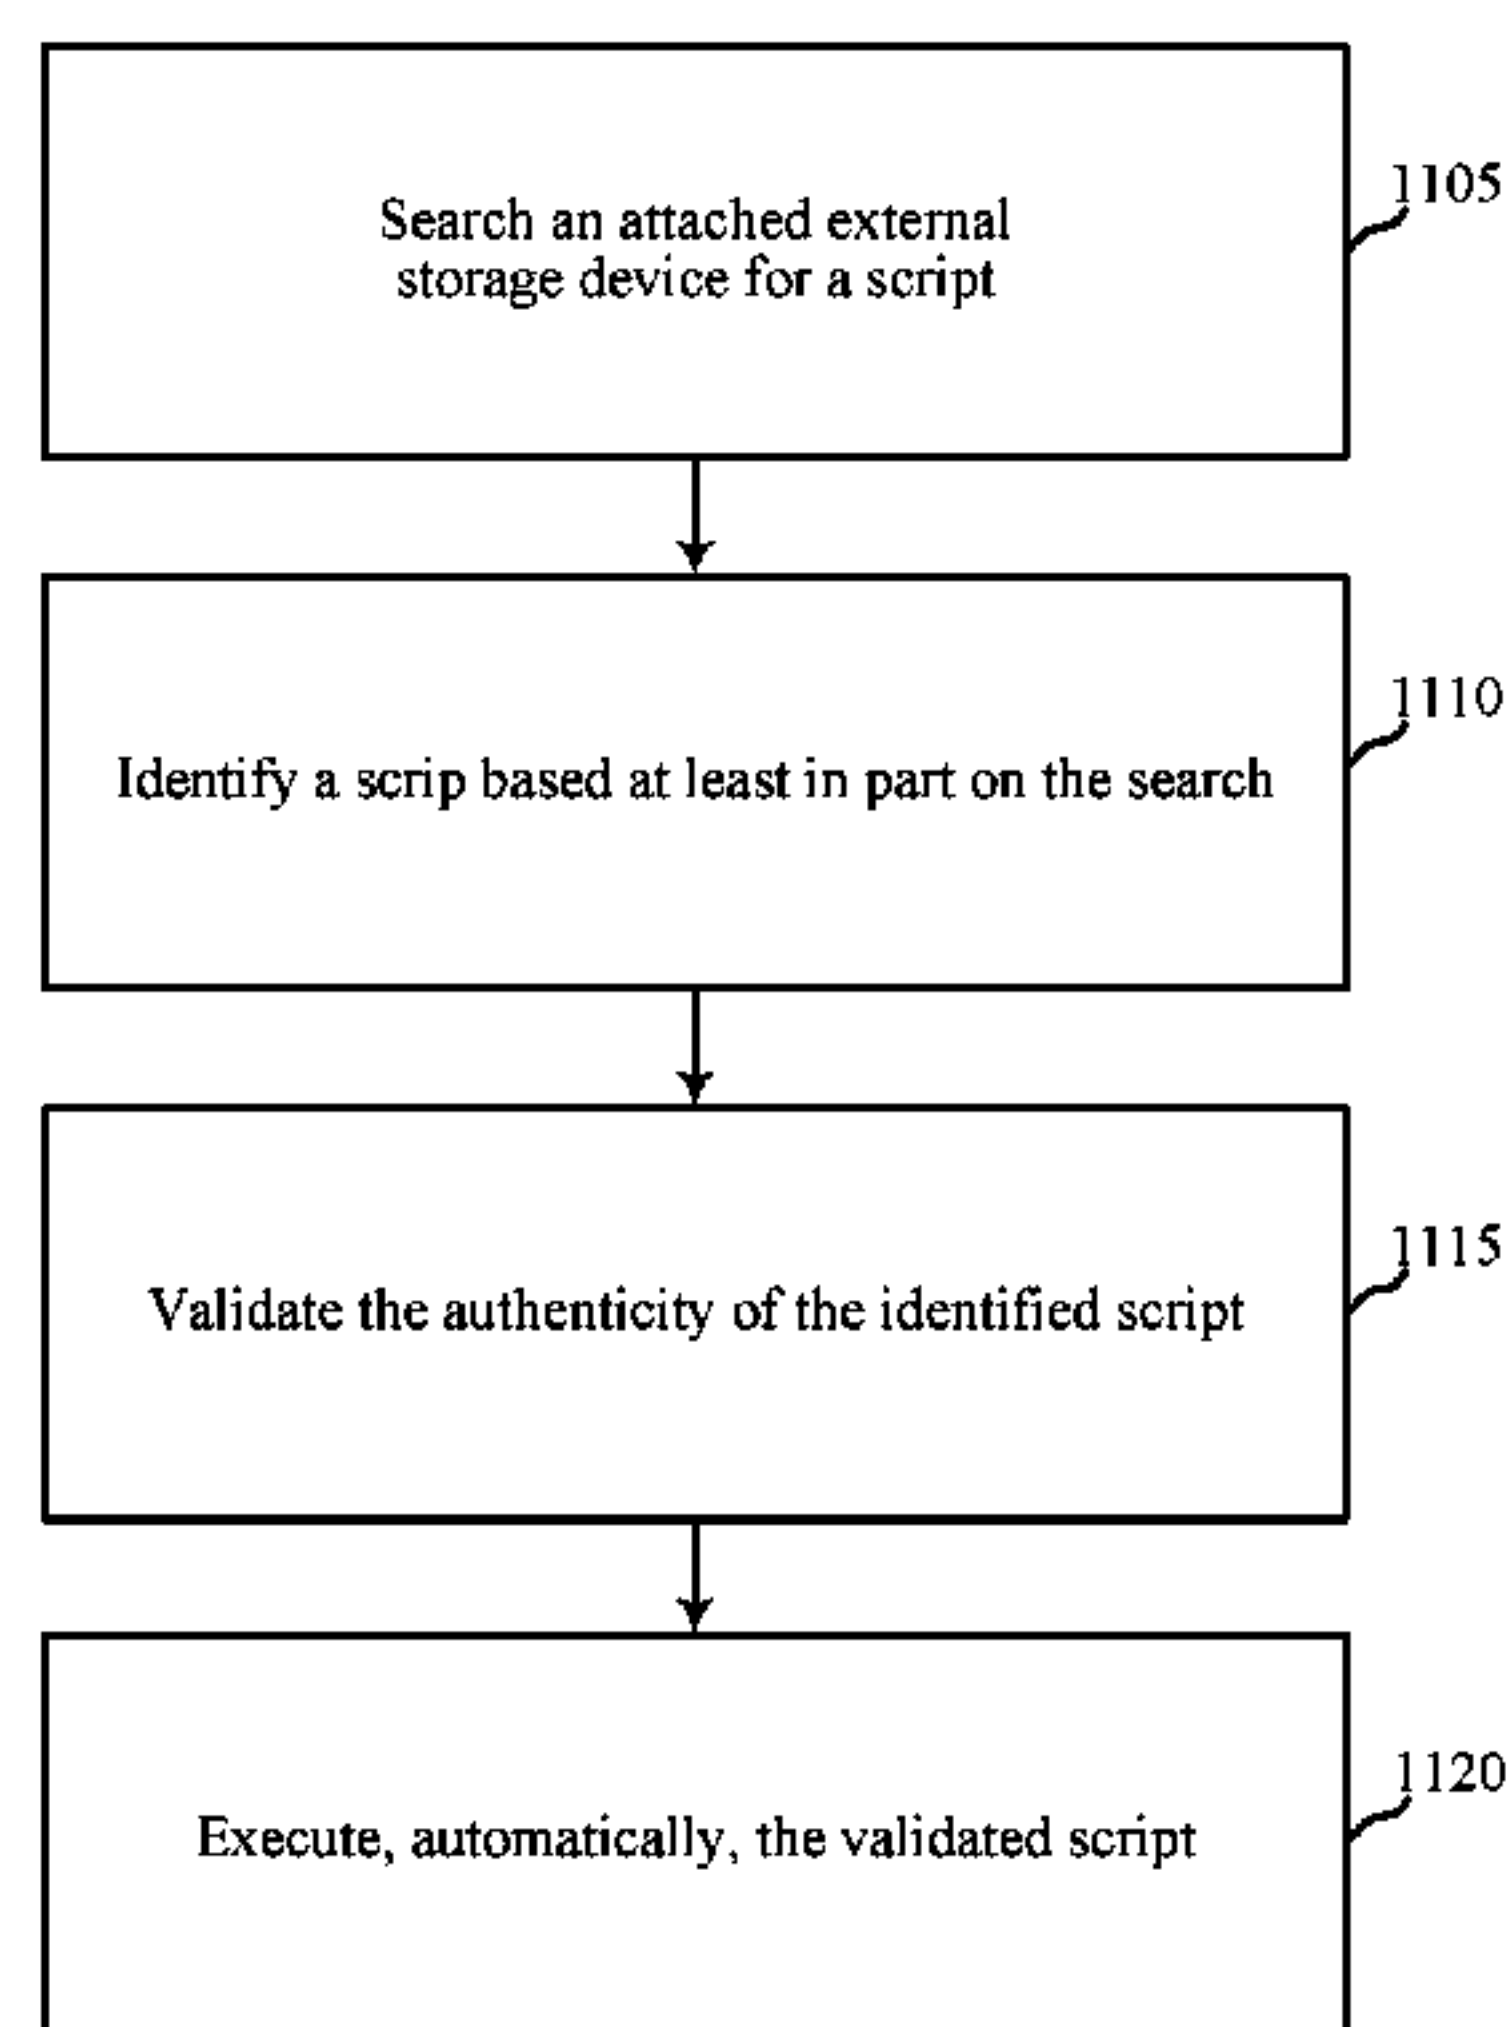 1105
Search an attached external
storage device for a script
1110
Identify a scrip based at least in part on the search
1115
Validate the authenticity of the identified script
1120
Execute, automatically, the validated script